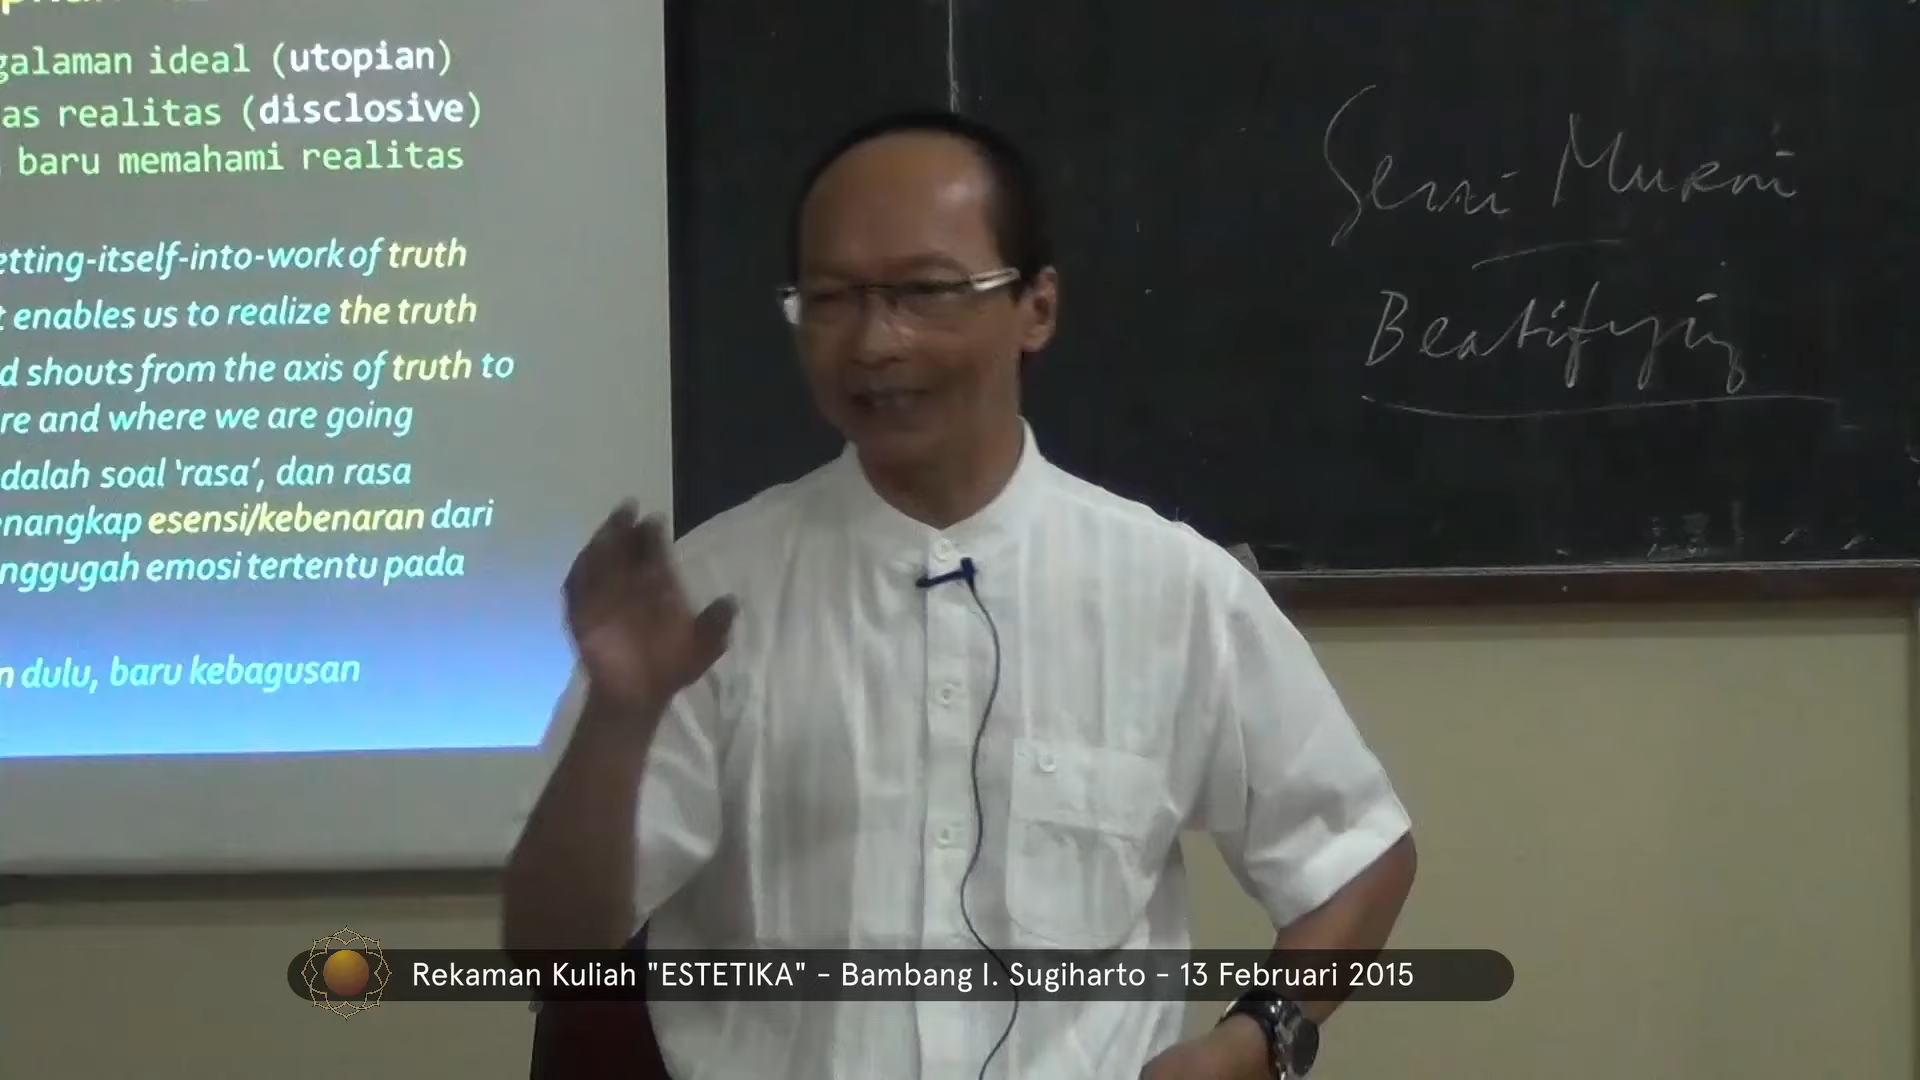 galaman ideal (utopian)
as realitas (disclosive)
baru memahami realitas
etting-itself-into-work of truth
t enables us to realize the truth
d shouts from the axis of truth to
re and where we are going
dalah soal 'rasa', dan rasa
enangkap esensi/kebenaran dari
nggugah emosi tertentu pada
n dulu, baru kebagusan
Seni Murni
Beatifying
Rekaman Kuliah "ESTETIKA" - Bambang I. Sugiharto - 13 Februari 2015